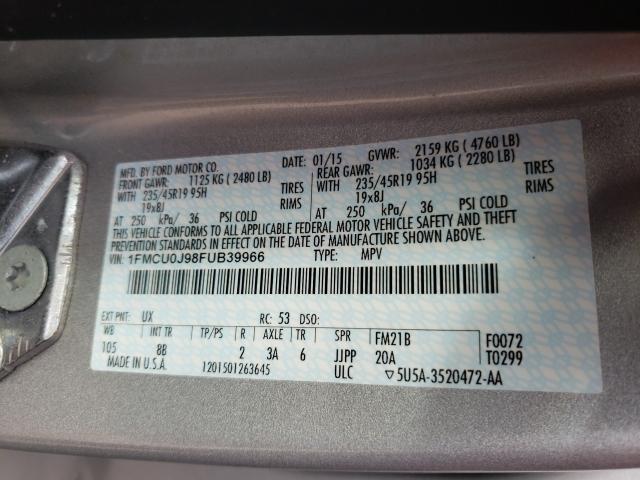 MFD. BY FORD MOTOR CO.
DATE: 01/15 GVWR: 2159 KG ( 4760 LB)
FRONT GAWR: 1125 KG ( 2480 LB)
REAR GAWR: 1034 KG ( 2280 LB)
WITH 235/45R19 95H TIRES
WITH 235/45R19 95H TIRES
19x8J RIMS
19x8J RIMS
AT 250 kPa/ 36 PSI COLD
AT 250 kPa/ 36 PSI COLD
THIS VEHICLE CONFORMS TO ALL APPLICABLE FEDERAL MOTOR VEHICLE SAFETY AND THEFT
PREVENTION STANDARDS IN EFFECT ON THE DATE OF MANUFACTURE SHOWN ABOVE.
VIN: 1FMCU0J98FUB39966 TYPE: MPV
EXT PNT: UX RC: 53 DSO:
WB INT TR TP/PS R AXLE TR SPR FM21B F0072
105 8B 2 3A 6 JJPP 20A T0299
MADE IN U.S.A. 1201501263645 ULC ▽5U5A-3520472-AA